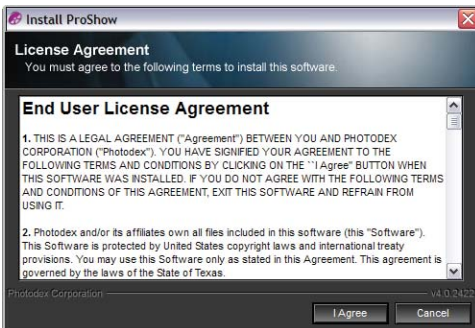 Install ProShow
License Agreement
You must agree to the following terms to install this software.
End User License Agreement
1. THIS IS A LEGAL AGREEMENT ("Agreement") BETWEEN YOU AND PHOTODEX
CORPORATION ("Photodex"). YOU HAVE SIGNIFIED YOUR AGREEMENT TO THE
FOLLOWING TERMS AND CONDITIONS BY CLICKING ON THE ``I Agree" BUTTON WHEN
THIS SOFTWARE WAS INSTALLED. IF YOU DO NOT AGREE WITH THE FOLLOWING TERMS
AND CONDITIONS OF THIS AGREEMENT, EXIT THIS SOFTWARE AND REFRAIN FROM
USING IT.
2. Photodex and/or its affiliates own all files included in this software (this "Software").
This Software is protected by United States copyright laws and international treaty
provisions. You may use this Software only as stated in this Agreement. This agreement is
governed by the laws of the State of Texas.
Photodex Corporation
v4.0.2422
I Agree
Cancel